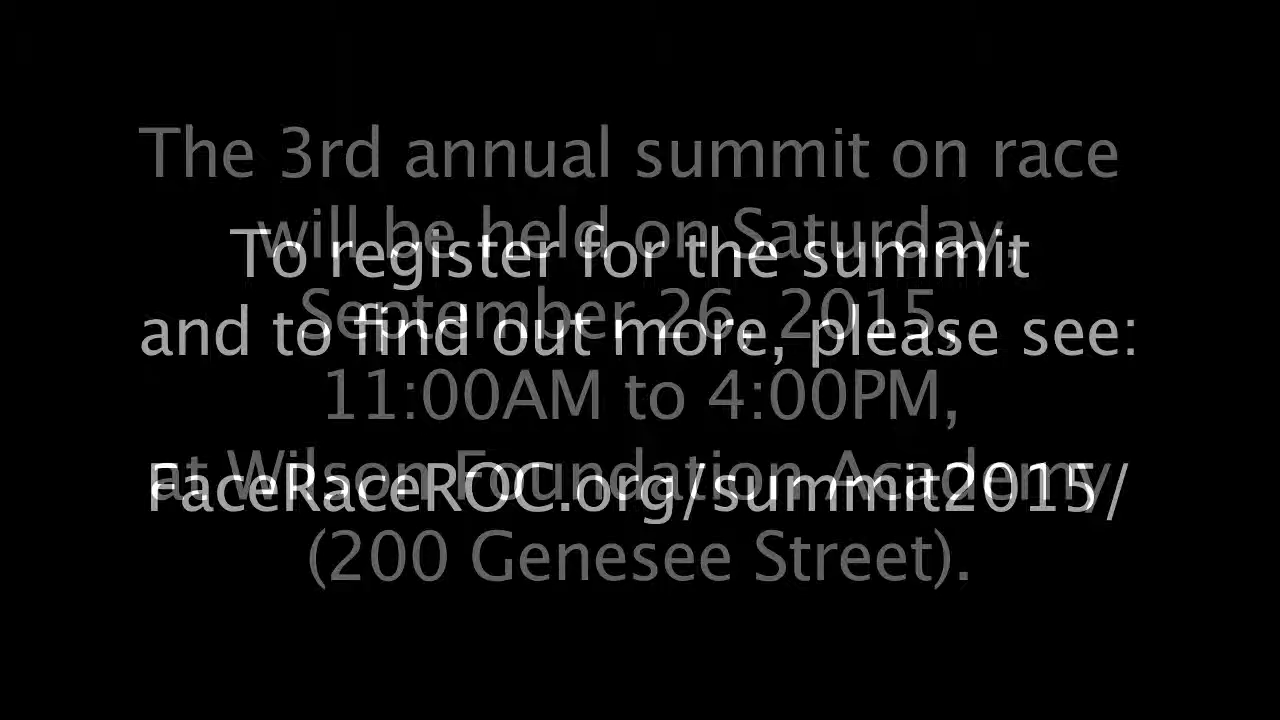 The 3rd annual summit on race
will be held on Saturday,
September 26, 2015,
11:00AM to 4:00PM,
at Wilson Foundation Academy
(200 Genesee Street).
To register for the summit
and to find out more, please see:
FaceRaceROC.org/summit2015/